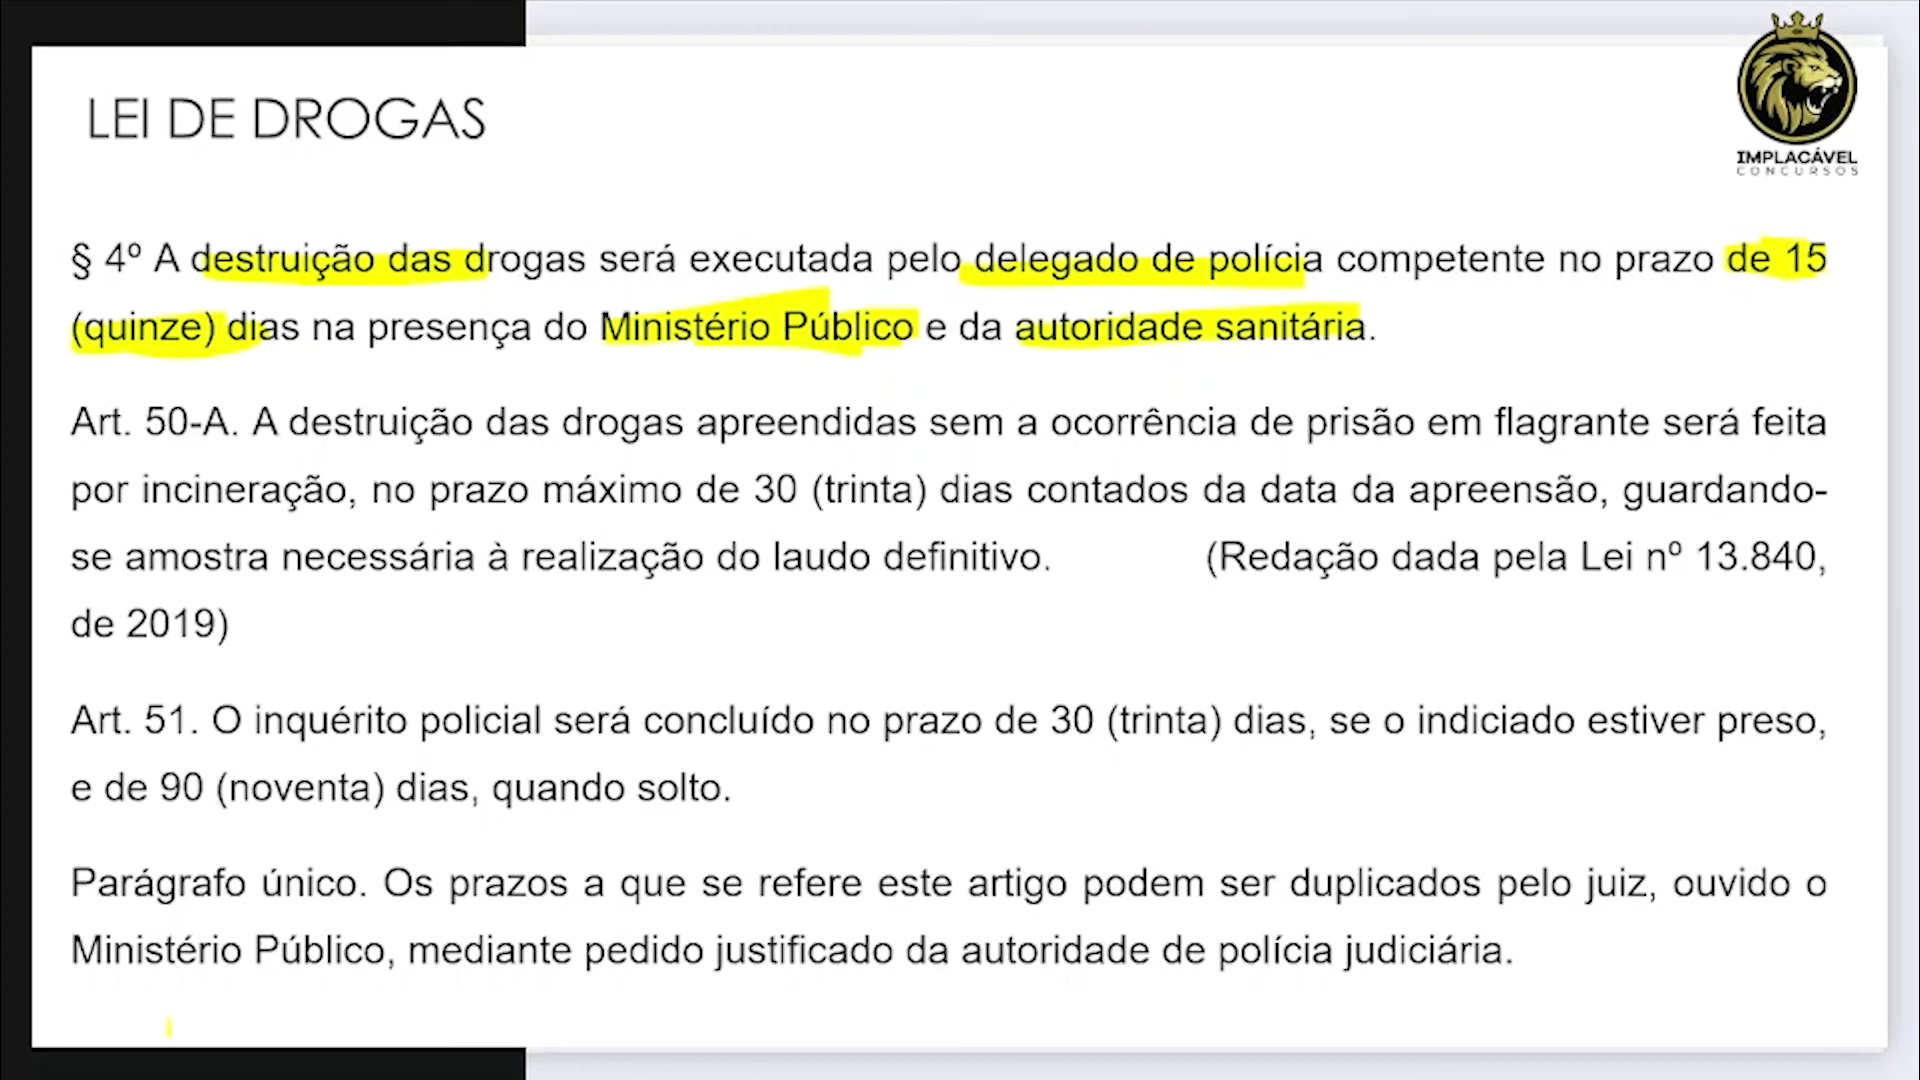 IMPLACÁVEL
CONCURSOS
LEI DE DROGAS
§ 4º A destruição das drogas será executada pelo delegado de polícia competente no prazo de 15
(quinze) dias na presença do Ministério Público e da autoridade sanitária.
Art. 50-A. A destruição das drogas apreendidas sem a ocorrência de prisão em flagrante será feita
por incineração, no prazo máximo de 30 (trinta) dias contados da data da apreensão, guardando-
se amostra necessária à realização do laudo definitivo. (Redação dada pela Lei nº 13.840,
de 2019)
Art. 51. O inquérito policial será concluído no prazo de 30 (trinta) dias, se o indiciado estiver preso,
e de 90 (noventa) dias, quando solto.
Parágrafo único. Os prazos a que se refere este artigo podem ser duplicados pelo juiz, ouvido o
Ministério Público, mediante pedido justificado da autoridade de polícia judiciária.